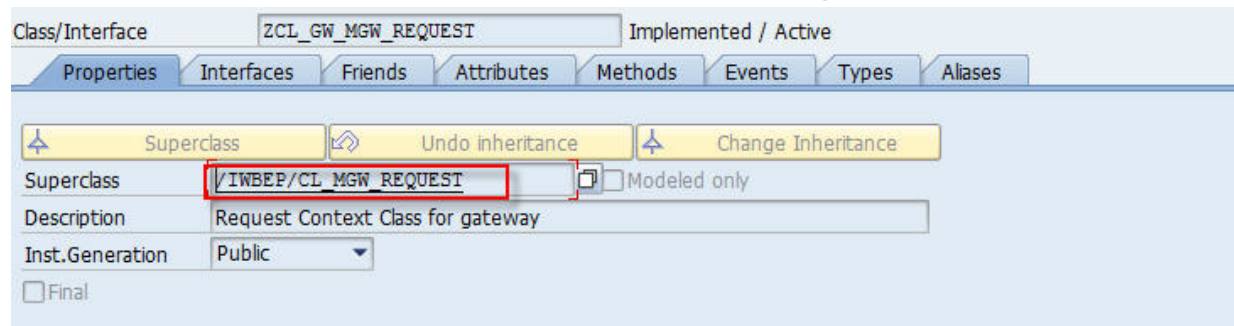 Class/Interface ZCL_GW_MGW_REQUEST Implemented / Active
Properties Interfaces Friends Attributes Methods Events Types Aliases
Superclass Undo inheritance Change Inheritance
Superclass /IWBEP/CL_MGW_REQUEST Modeled only
Description Request Context Class for gateway
Inst.Generation Public
Final